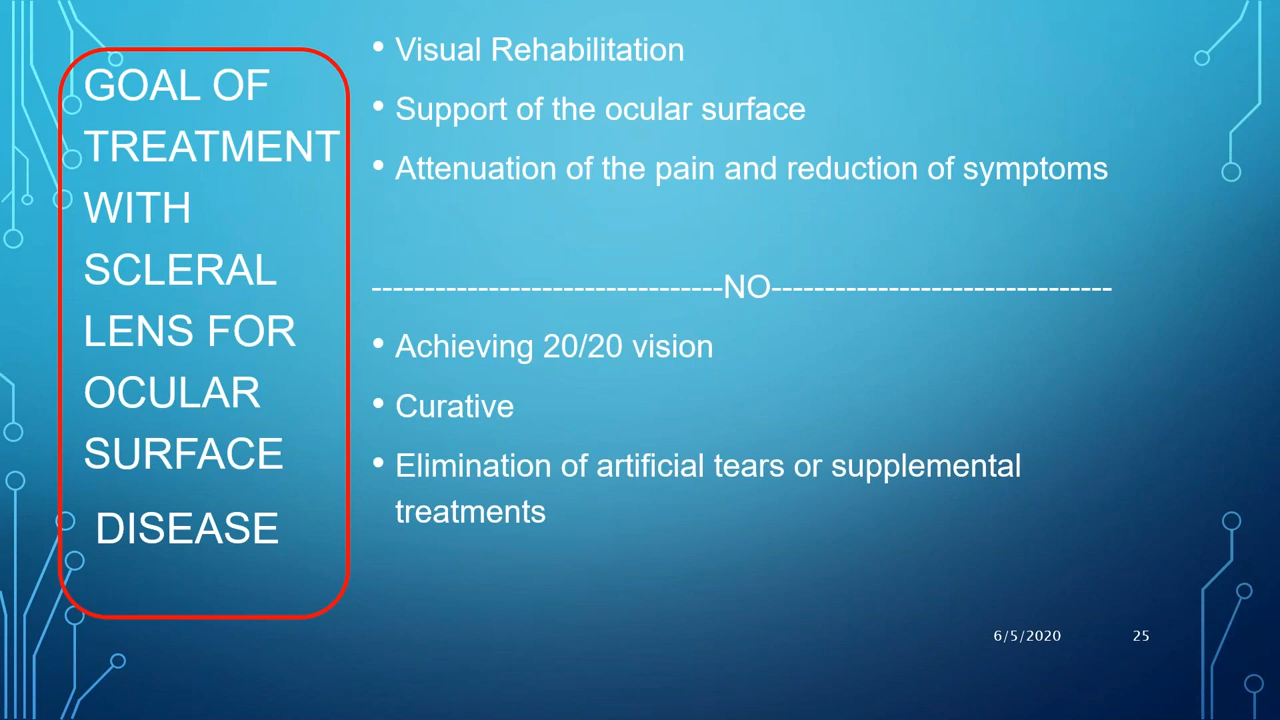 GOAL OF
TREATMENT
WITH
SCLERAL
LENS FOR
OCULAR
SURFACE
DISEASE
• Visual Rehabilitation
• Support of the ocular surface
• Attenuation of the pain and reduction of symptoms
---------------------------------NO--------------------------------
• Achieving 20/20 vision
• Curative
• Elimination of artificial tears or supplemental
treatments
6/5/2020
25